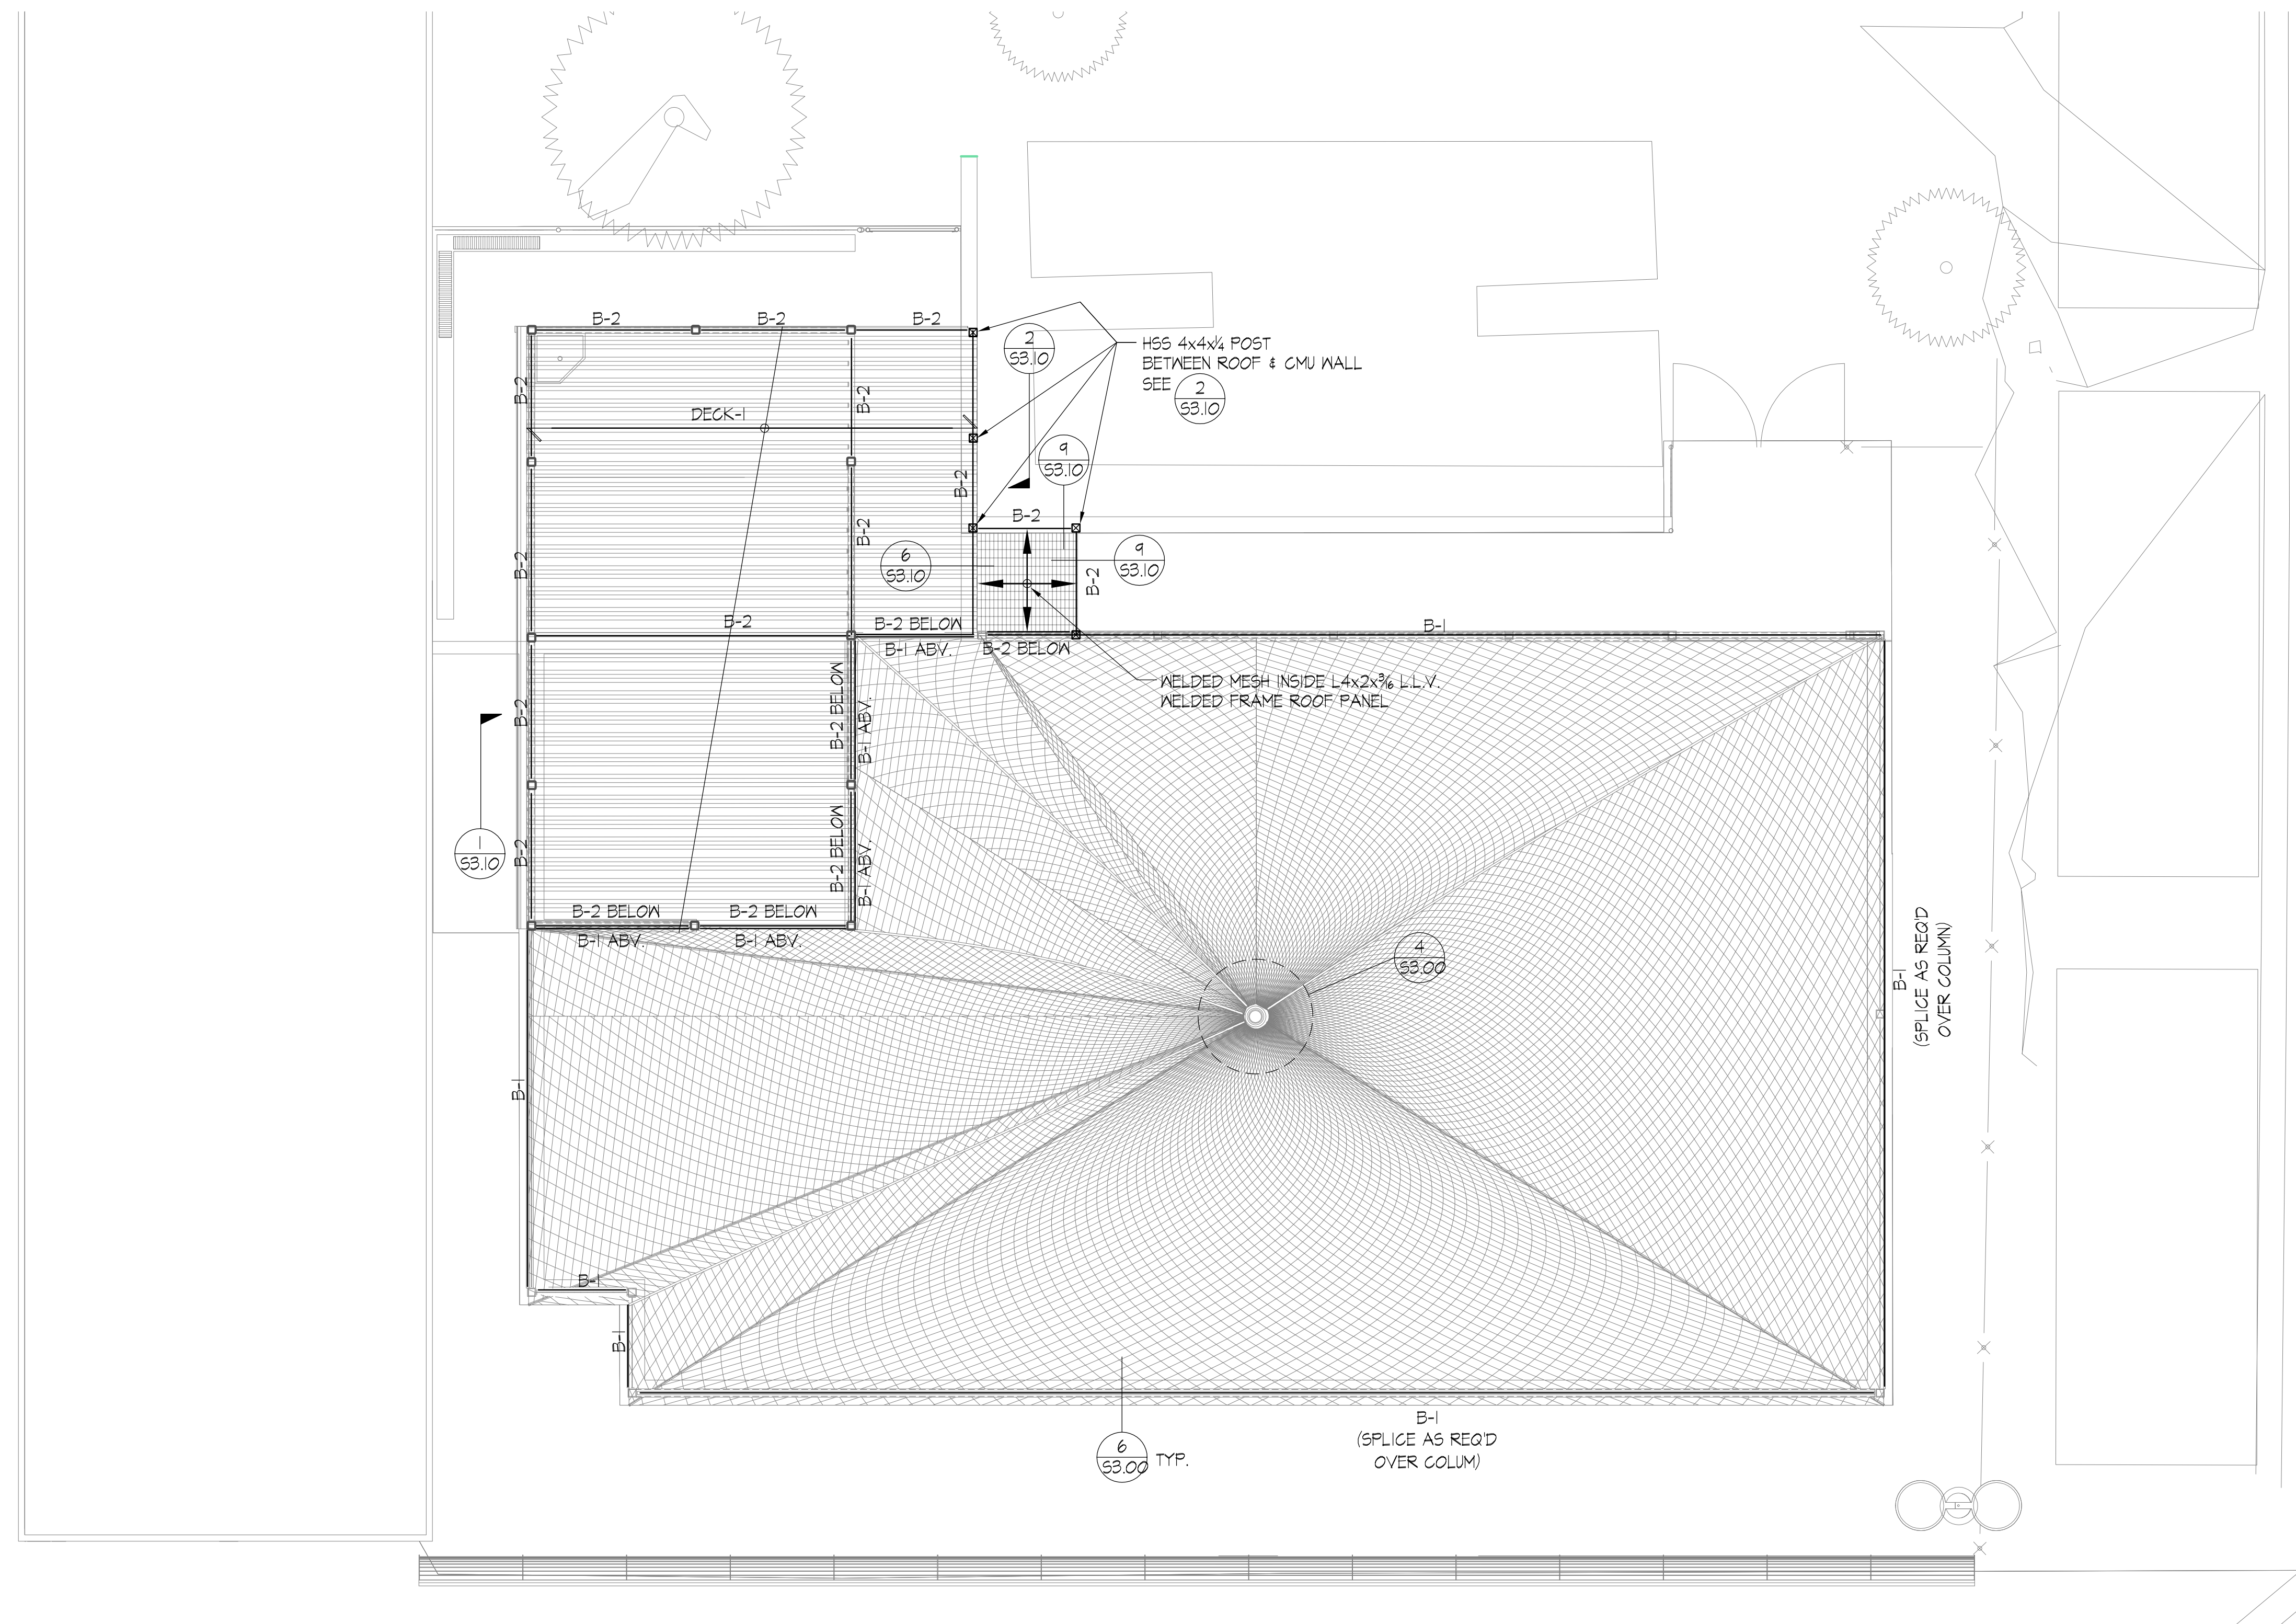 B-2
B-2
B-2
2
S3.10
HSS 4x4x¼ POST
BETWEEN ROOF & CMU WALL
SEE
2
S3.10
B-2
B-2
DECK-1
9
S3.10
B-2
B-2
B-2
B-2
6
S3.10
9
S3.10
B-2
B-2
B-2 BELOW
B-1 ABV.
B-2 BELOW
B-1
WELDED MESH INSIDE L4x2x3/16 L.L.V.
WELDED FRAME ROOF PANEL
B-2
B-2 BELOW
B-1 ABV.
1
S3.10
B-2
B-2 BELOW
B-1 ABV.
B-2 BELOW
B-2 BELOW
B-1 ABV.
B-1 ABV.
4
S3.00
B-1
(SPLICE AS REQ'D
OVER COLUMN)
B-1
B-1
B-1
B-1
(SPLICE AS REQ'D
OVER COLUM)
6
S3.00
TYP.